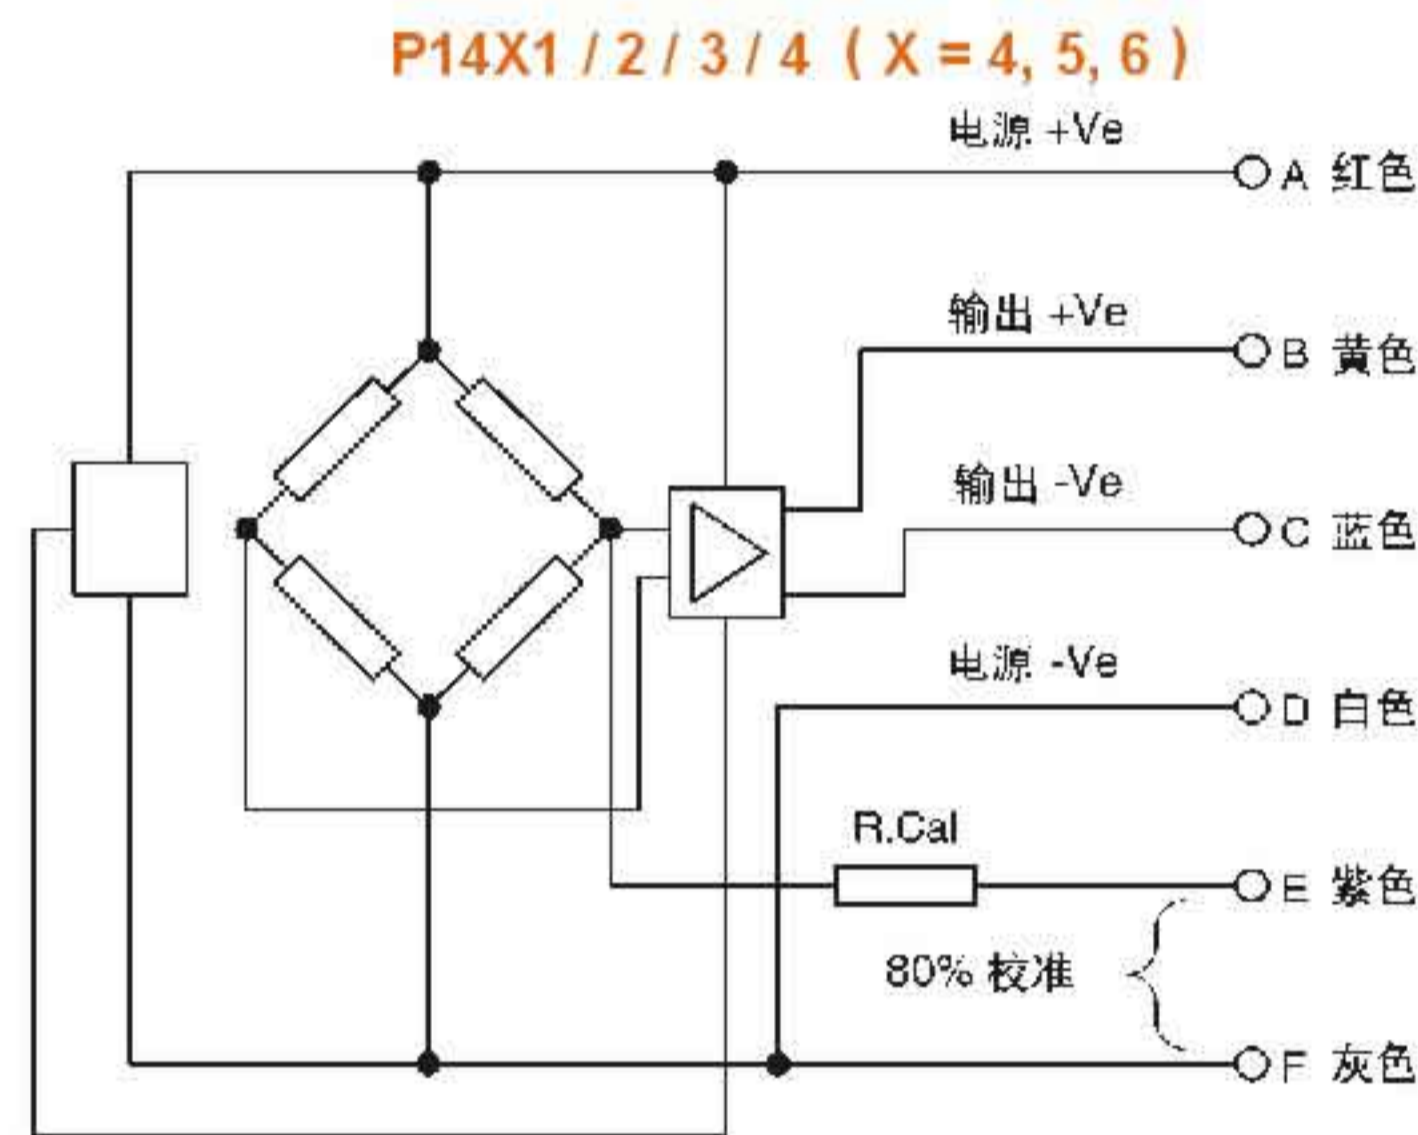 P14X1 / 2 / 3 / 4 ( X = 4, 5, 6 )
电源 +Ve
A 红色
输出 +Ve
B 黄色
输出 -Ve
C 蓝色
电源 -Ve
D 白色
R.Cal
E 紫色
80% 校准
F 灰色